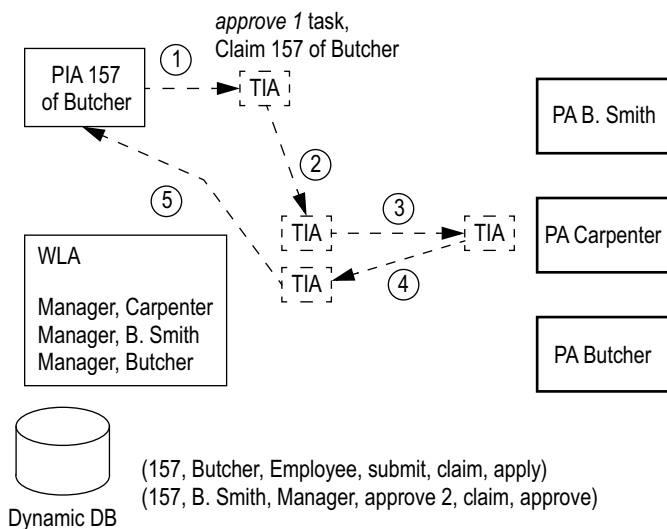 approve 1 task,
Claim 157 of Butcher
1
PIA 157
of Butcher
TIA
PA B. Smith
2
5
3
TIA
TIA
PA Carpenter
WLA
TIA
4
Manager, Carpenter
Manager, B. Smith
Manager, Butcher
PA Butcher
(157, Butcher, Employee, submit, claim, apply)
(157, B. Smith, Manager, approve 2, claim, approve)
Dynamic DB